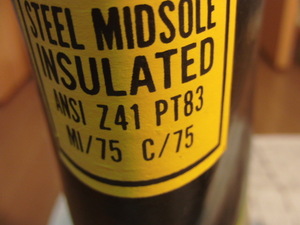 STEEL MIDSOLE
INSULATED
ANSI Z41 PT83
MI/75 C/75